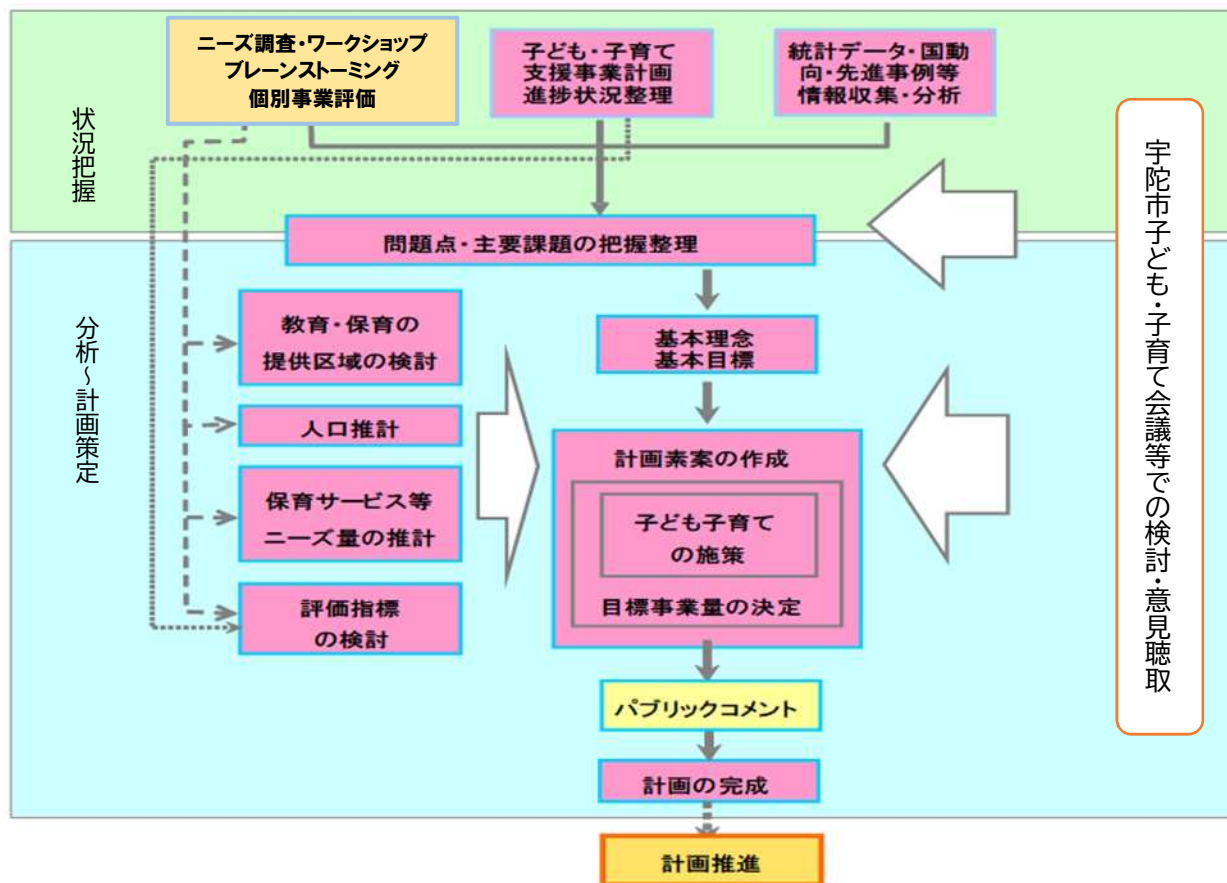 ニーズ調査・ワークショップ
ブレーンストーミング
個別事業評価
子ども・子育て
支援事業計画
進捗状況整理
統計データ・国動
向・先進事例等
情報収集・分析
状況把握
宇陀市子ども・子育て会議等での検討・意見聴取
問題点・主要課題の把握整理
分析～計画策定
教育・保育の
提供区域の検討
人口推計
保育サービス等
ニーズ量の推計
評価指標
の検討
基本理念
基本目標
計画素案の作成
子ども子育て
の施策
目標事業量の決定
パブリックコメント
計画の完成
計画推進